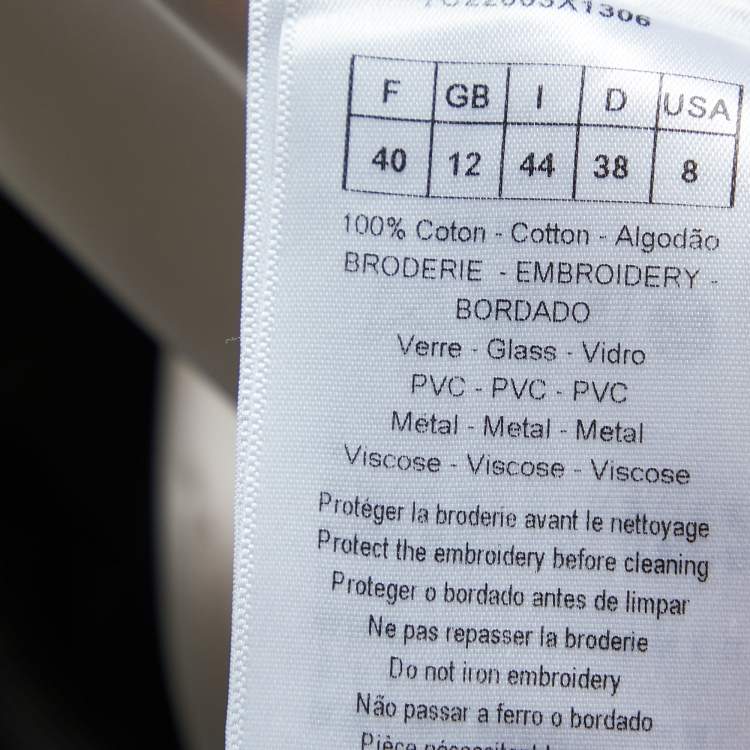 F GB I D USA
40 12 44 38 8
100% Coton - Cotton - Algodão
BRODERIE - EMBROIDERY -
BORDADO
Verre - Glass - Vidro
PVC - PVC - PVC
Métal - Metal - Metal
Viscose - Viscose - Viscose
Protéger la broderie avant le nettoyage
Protect the embroidery before cleaning
Proteger o bordado antes de limpar
Ne pas repasser la broderie
Do not iron embroidery
Não passar a ferro o bordado
Pièce